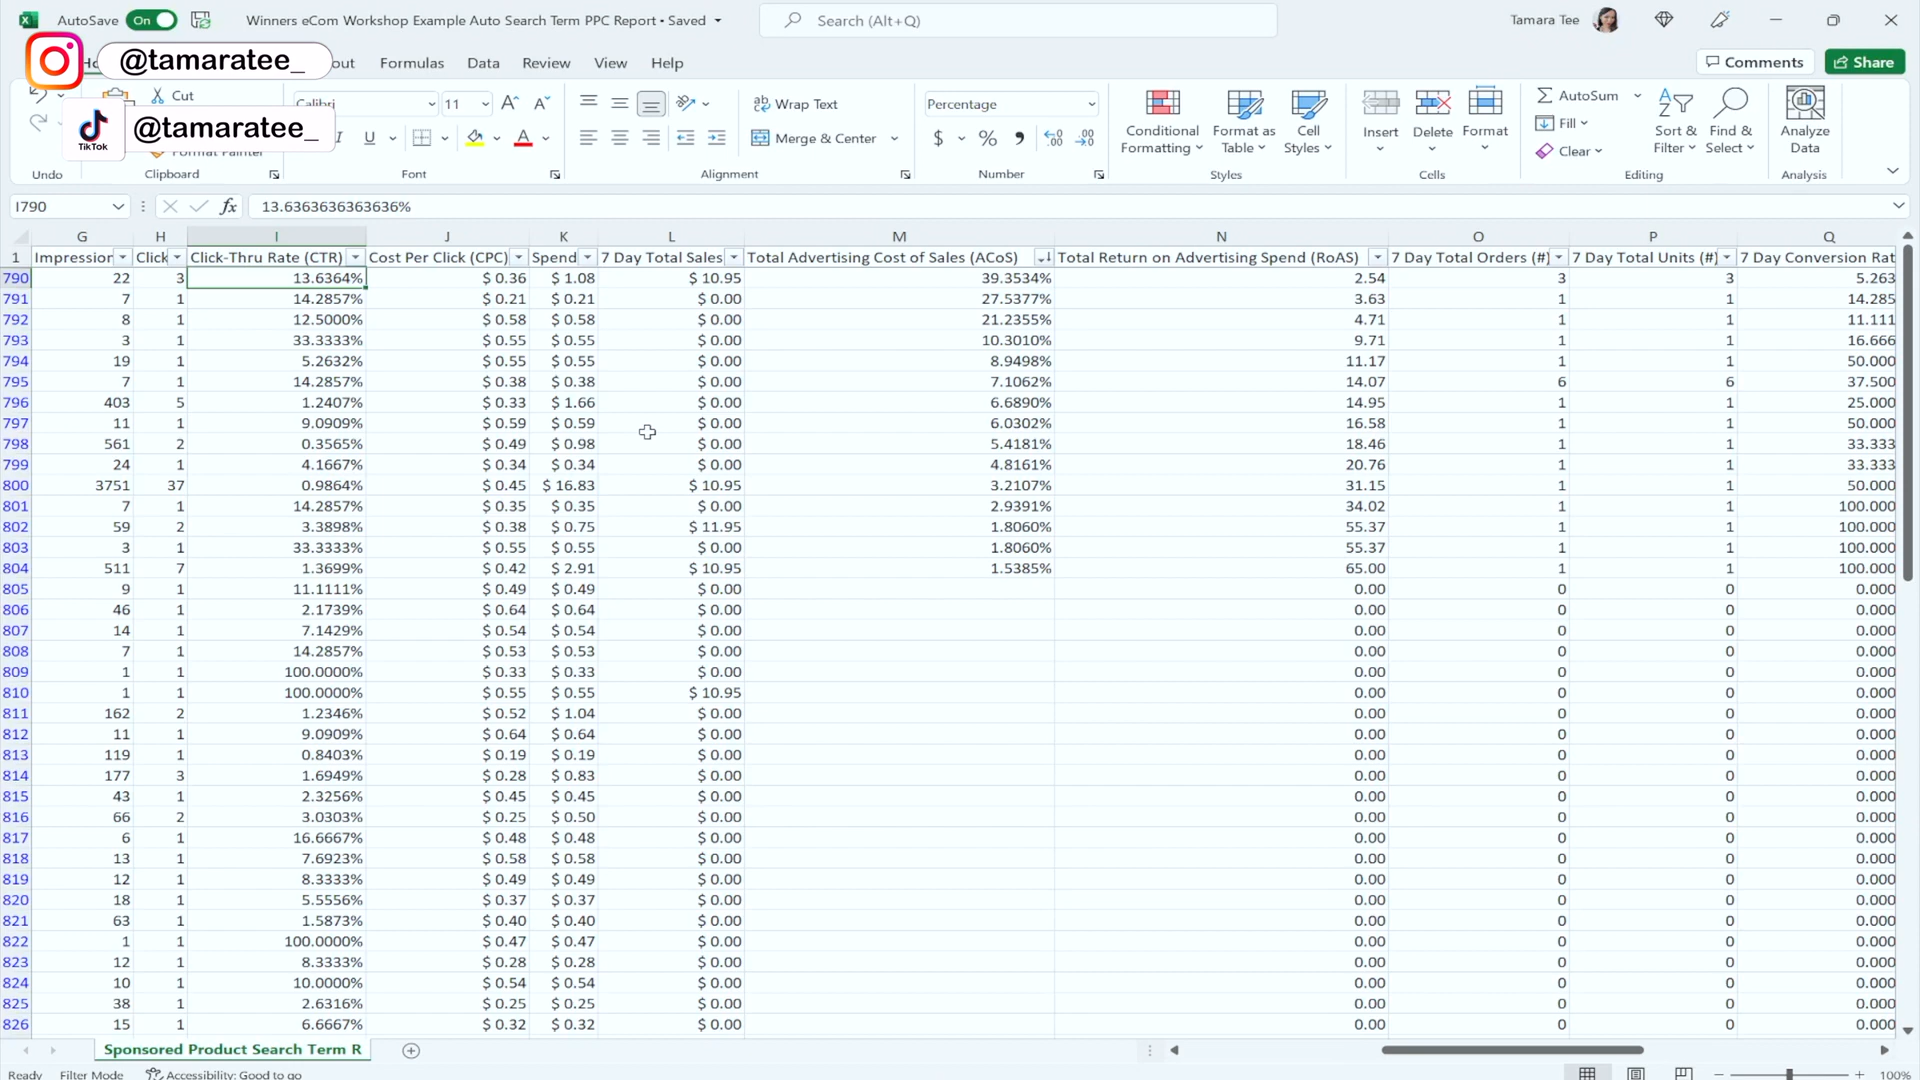 AutoSave On Winners eCom Workshop Example Auto Search Term PPC Report • Saved Search (Alt+Q) Tamara Tee
@tamaratee_
Formulas Data Review View Help Comments Share
Cut Calibri 11 Wrap Text Percentage AutoSum
TikTok @tamaratee_ U A Merge & Center $ % Conditional Formatting Format as Table Cell Styles Insert Delete Format Fill Clear Sort & Filter Find & Select Analyze Data
Format Painter
Undo Clipboard Font Alignment Number Styles Cells Editing Analysis
I790 fx 13.6363636363636%
G H I J K L M N O P Q
1 Impression Click Click-Thru Rate (CTR) Cost Per Click (CPC) Spend 7 Day Total Sales Total Advertising Cost of Sales (ACoS) Total Return on Advertising Spend (RoAS) 7 Day Total Orders (#) 7 Day Total Units (#) 7 Day Conversion Rat
790 22 3 13.6364% $ 0.36 $ 1.08 $ 10.95 39.3534% 2.54 3 3 5.263
791 7 1 14.2857% $ 0.21 $ 0.21 $ 0.00 27.5377% 3.63 1 1 14.285
792 8 1 12.5000% $ 0.58 $ 0.58 $ 0.00 21.2355% 4.71 1 1 11.111
793 3 1 33.3333% $ 0.55 $ 0.55 $ 0.00 10.3010% 9.71 1 1 16.666
794 19 1 5.2632% $ 0.55 $ 0.55 $ 0.00 8.9498% 11.17 1 1 50.000
795 7 1 14.2857% $ 0.38 $ 0.38 $ 0.00 7.1062% 14.07 6 6 37.500
796 403 5 1.2407% $ 0.33 $ 1.66 $ 0.00 6.6890% 14.95 1 1 25.000
797 11 1 9.0909% $ 0.59 $ 0.59 $ 0.00 6.0302% 16.58 1 1 50.000
798 561 2 0.3565% $ 0.49 $ 0.98 $ 0.00 5.4181% 18.46 1 1 33.333
799 24 1 4.1667% $ 0.34 $ 0.34 $ 0.00 4.8161% 20.76 1 1 33.333
800 3751 37 0.9864% $ 0.45 $ 16.83 $ 10.95 3.2107% 31.15 1 1 50.000
801 7 1 14.2857% $ 0.35 $ 0.35 $ 0.00 2.9391% 34.02 1 1 100.000
802 59 2 3.3898% $ 0.38 $ 0.75 $ 11.95 1.8060% 55.37 1 1 100.000
803 3 1 33.3333% $ 0.55 $ 0.55 $ 0.00 1.8060% 55.37 1 1 100.000
804 511 7 1.3699% $ 0.42 $ 2.91 $ 10.95 1.5385% 65.00 1 1 100.000
805 9 1 11.1111% $ 0.49 $ 0.49 $ 0.00 0.00 0 0 0.000
806 46 1 2.1739% $ 0.64 $ 0.64 $ 0.00 0.00 0 0 0.000
807 14 1 7.1429% $ 0.54 $ 0.54 $ 0.00 0.00 0 0 0.000
808 7 1 14.2857% $ 0.53 $ 0.53 $ 0.00 0.00 0 0 0.000
809 1 1 100.0000% $ 0.33 $ 0.33 $ 0.00 0.00 0 0 0.000
810 1 1 100.0000% $ 0.55 $ 0.55 $ 10.95 0.00 0 0 0.000
811 162 2 1.2346% $ 0.52 $ 1.04 $ 0.00 0.00 0 0 0.000
812 11 1 9.0909% $ 0.64 $ 0.64 $ 0.00 0.00 0 0 0.000
813 119 1 0.8403% $ 0.19 $ 0.19 $ 0.00 0.00 0 0 0.000
814 177 3 1.6949% $ 0.28 $ 0.83 $ 0.00 0.00 0 0 0.000
815 43 1 2.3256% $ 0.45 $ 0.45 $ 0.00 0.00 0 0 0.000
816 66 2 3.0303% $ 0.25 $ 0.50 $ 0.00 0.00 0 0 0.000
817 6 1 16.6667% $ 0.48 $ 0.48 $ 0.00 0.00 0 0 0.000
818 13 1 7.6923% $ 0.58 $ 0.58 $ 0.00 0.00 0 0 0.000
819 12 1 8.3333% $ 0.49 $ 0.49 $ 0.00 0.00 0 0 0.000
820 18 1 5.5556% $ 0.37 $ 0.37 $ 0.00 0.00 0 0 0.000
821 63 1 1.5873% $ 0.40 $ 0.40 $ 0.00 0.00 0 0 0.000
822 1 1 100.0000% $ 0.47 $ 0.47 $ 0.00 0.00 0 0 0.000
823 12 1 8.3333% $ 0.28 $ 0.28 $ 0.00 0.00 0 0 0.000
824 10 1 10.0000% $ 0.54 $ 0.54 $ 0.00 0.00 0 0 0.000
825 38 1 2.6316% $ 0.25 $ 0.25 $ 0.00 0.00 0 0 0.000
826 15 1 6.6667% $ 0.32 $ 0.32 $ 0.00 0.00 0 0 0.000
Sponsored Product Search Term R
Ready Filter Mode Accessibility: Good to go 100%